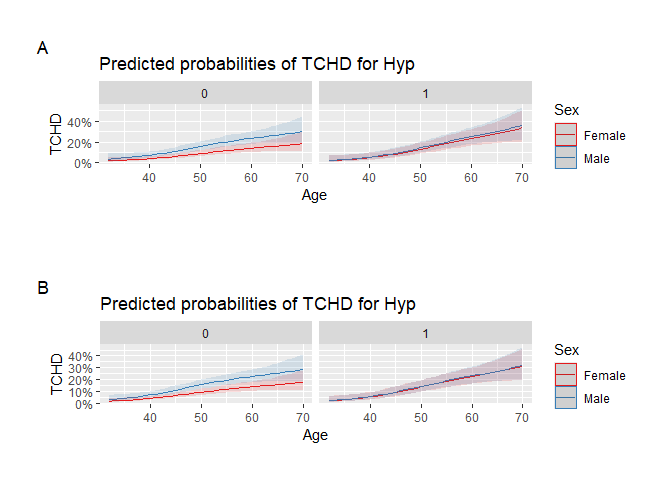 A
Predicted probabilities of TCHD for Hyp
0 1
TCHD
40%
20%
0%
40 50 60 70 40 50 60 70
Age
Sex
Female
Male
B
Predicted probabilities of TCHD for Hyp
0 1
TCHD
40%
30%
20%
10%
0%
40 50 60 70 40 50 60 70
Age
Sex
Female
Male